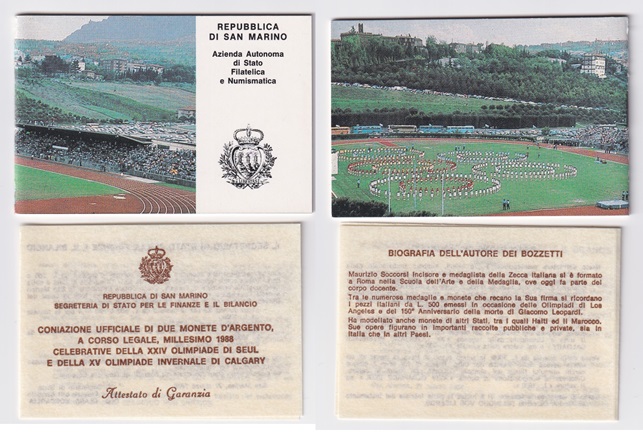 REPUBBLICA
DI SAN MARINO
Azienda Autonoma
di Stato
Filatelica
e Numismatica
REPUBBLICA DI SAN MARINO
SEGRETERIA DI STATO PER LE FINANZE E IL BILANCIO
CONIAZIONE UFFICIALE DI DUE MONETE D'ARGENTO,
A CORSO LEGALE, MILLESIMO 1988
CELEBRATIVE DELLA XXIV OLIMPIADE DI SEUL
E DELLA XV OLIMPIADE INVERNALE DI CALGARY
Attestato di Garanzia
BIOGRAFIA DELL'AUTORE DEI BOZZETTI
Maurizio Soccorsi Incisore e medaglista della Zecca Italiana si è formato
a Roma nella Scuola dell'Arte e della Medaglia, ove oggi fa parte del
corpo docente.
Tra le numerose medaglie e monete che recano la Sua firma si ricordano
i pezzi italiani da L. 500 emessi in occasione delle Olimpiadi di Los
Angeles e del 150° Anniversario della morte di Giacomo Leopardi.
Ha modellato anche monete di altri Stati, tra i quali Haiti ed il Marocco.
Sue opere figurano in importanti raccolte pubbliche e private, sia in
Italia che in altri Paesi.